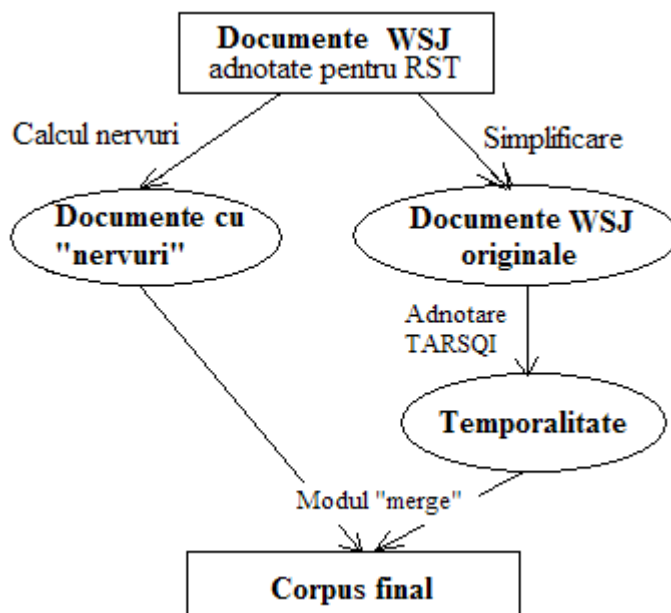 Documente WSJ
adnotate pentru RST
Calcul nervuri
Simplificare
Documente cu
"nervuri"
Documente WSJ
originale
Adnotare
TARSQI
Temporalitate
Modul "merge"
Corpus final